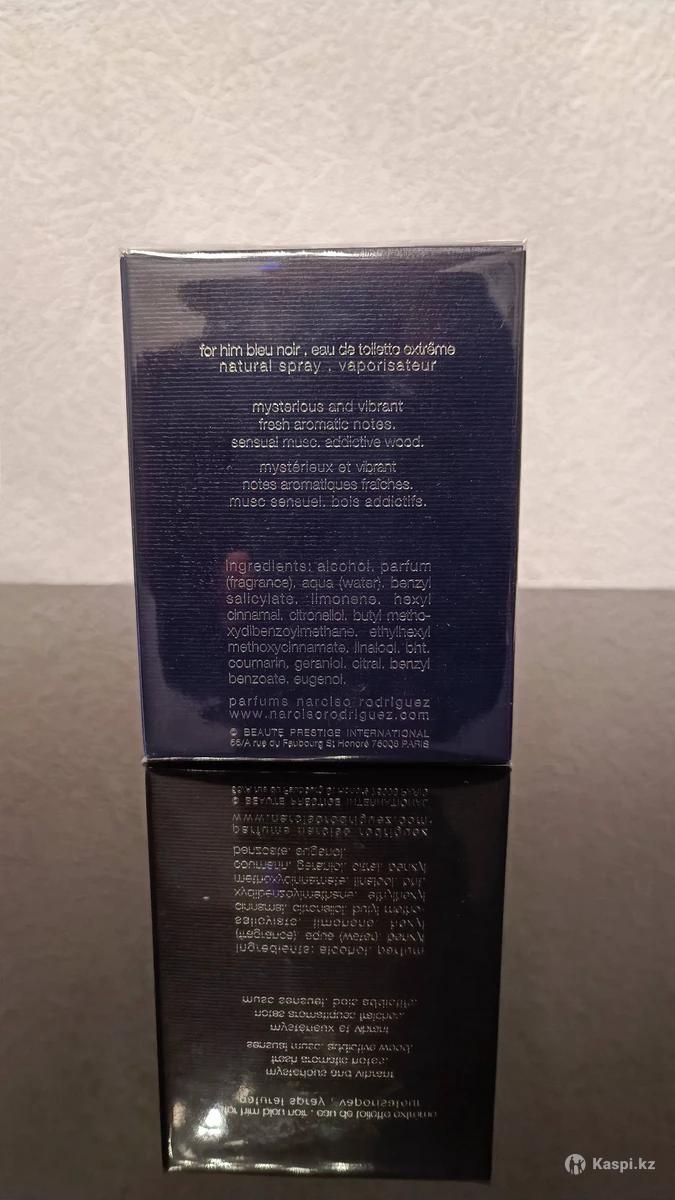 for him bleu noir . eau de toilette extrême
natural spray . vaporisateur
mysterious and vibrant
fresh aromatic notes.
sensual musc. addictive wood.
mystérieux et vibrant
notes aromatiques fraîches.
musc sensuel. bois addictifs.
ingredients: alcohol. parfum
(fragrance). aqua (water). benzyl
salicylate. limonene. hexyl
cinnamal. citronellol. butyl metho-
xydibenzoylmethane. ethylhexyl
methoxycinnamate. linalool. bht.
coumarin, geraniol. citral. benzyl
benzoate. eugenol.
parfums narciso rodriguez
www.narcisorodriguez.com
© BEAUTE PRESTIGE INTERNATIONAL
56/A rue du Faubourg St Honoré 75008 PARIS
Kaspi.kz